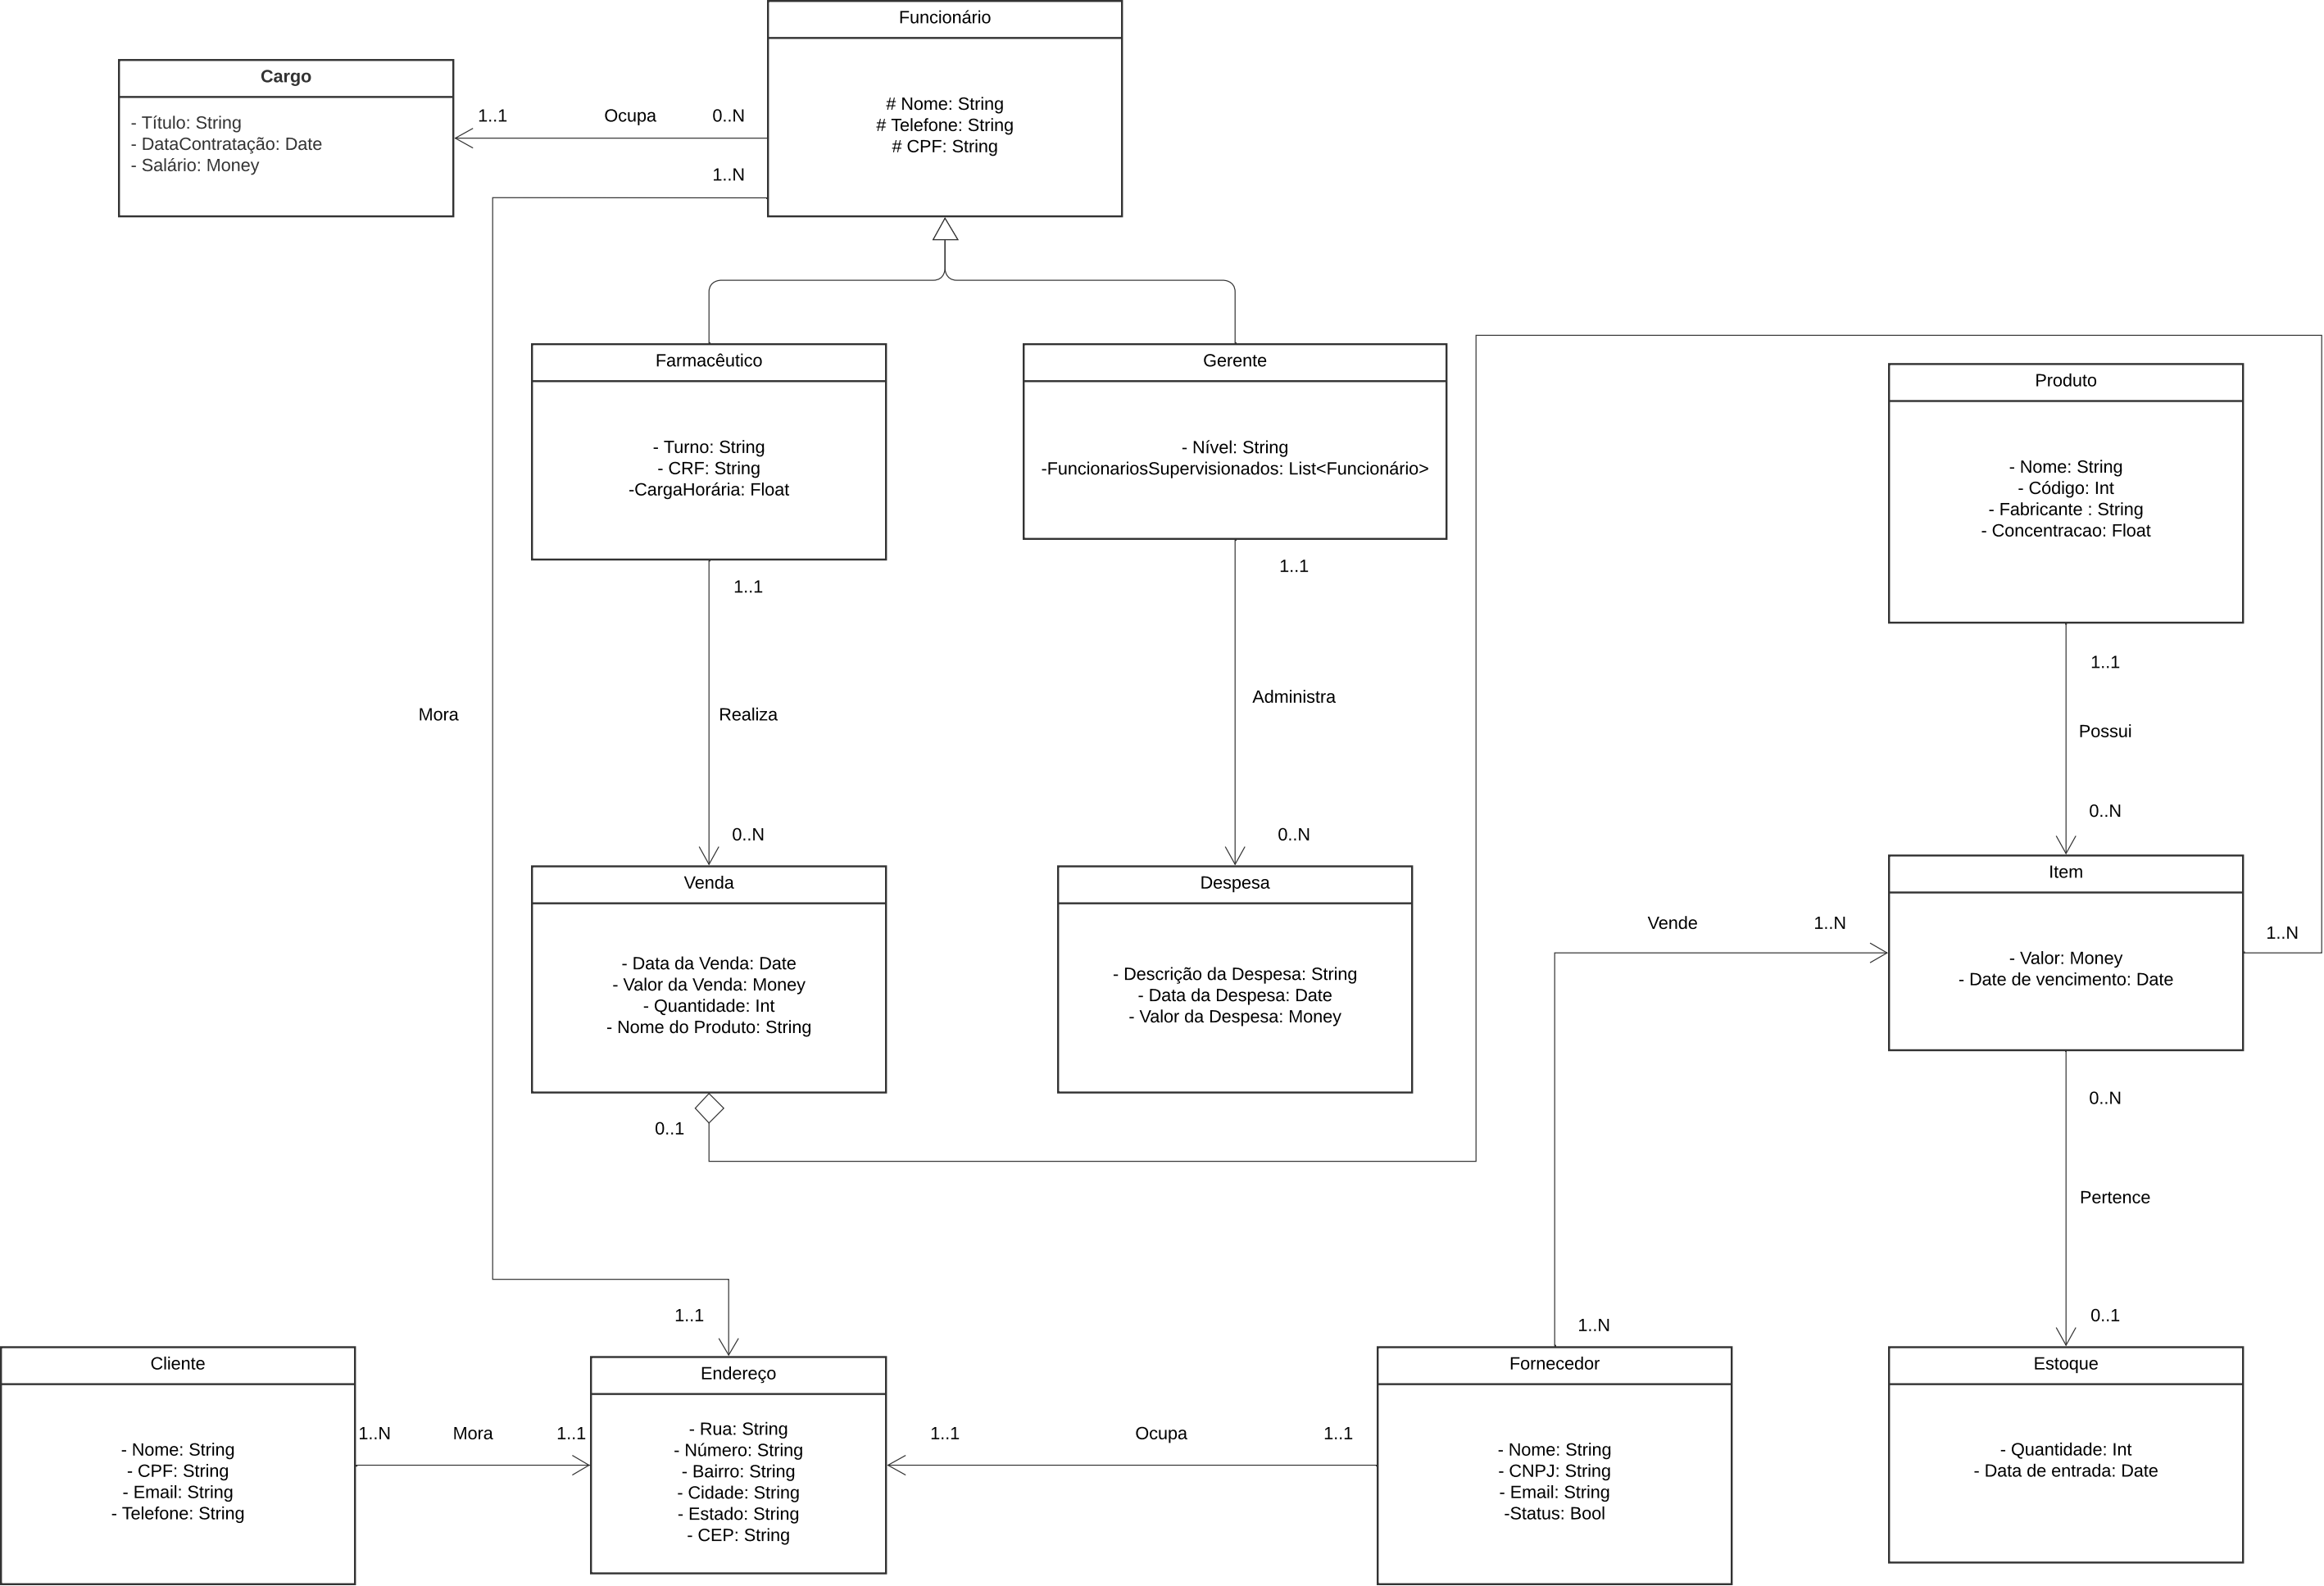 Funcionário
# Nome: String
# Telefone: String
# CPF: String
Cargo
- Título: String
- DataContratação: Date
- Salário: Money
1..1
Ocupa
0..N
1..N
Farmacêutico
- Turno: String
- CRF: String
-CargaHorária: Float
Gerente
- Nível: String
-FuncionariosSupervisionados: List<Funcionário>
Produto
- Nome: String
- Código: Int
- Fabricante : String
- Concentracao: Float
1..1
1..1
1..1
Mora
Realiza
Administra
Possui
0..N
0..N
0..N
Venda
- Data da Venda: Date
- Valor da Venda: Money
- Quantidade: Int
- Nome do Produto: String
Despesa
- Descrição da Despesa: String
- Data da Despesa: Date
- Valor da Despesa: Money
Item
- Valor: Money
- Date de vencimento: Date
Vende
1..N
1..N
0..1
0..N
Pertence
1..1
1..N
0..1
Cliente
- Nome: String
- CPF: String
- Email: String
- Telefone: String
1..N
Mora
1..1
Endereço
- Rua: String
- Número: String
- Bairro: String
- Cidade: String
- Estado: String
- CEP: String
1..1
Ocupa
1..1
Fornecedor
- Nome: String
- CNPJ: String
- Email: String
-Status: Bool
Estoque
- Quantidade: Int
- Data de entrada: Date